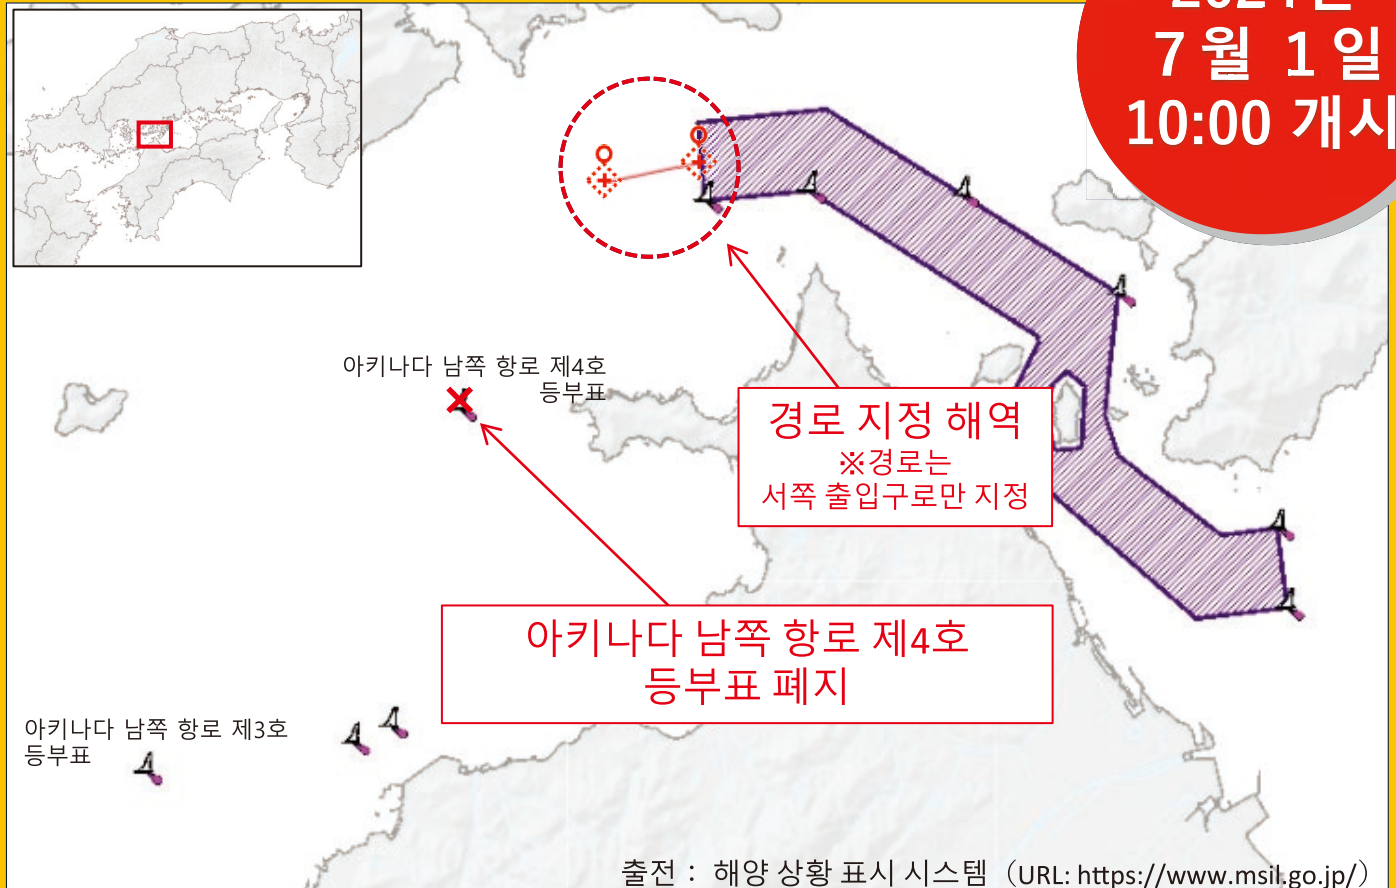 7 월 1 일
10:00 개시
아키나다 남쪽 항로 제4호
등부표
경로 지정 해역
※경로는
서쪽 출입구로만 지정
아키나다 남쪽 항로 제4호
등부표 폐지
아키나다 남쪽 항로 제3호
등부표
출전 : 해양 상황 표시 시스템 (URL: https://www.msil.go.jp/)